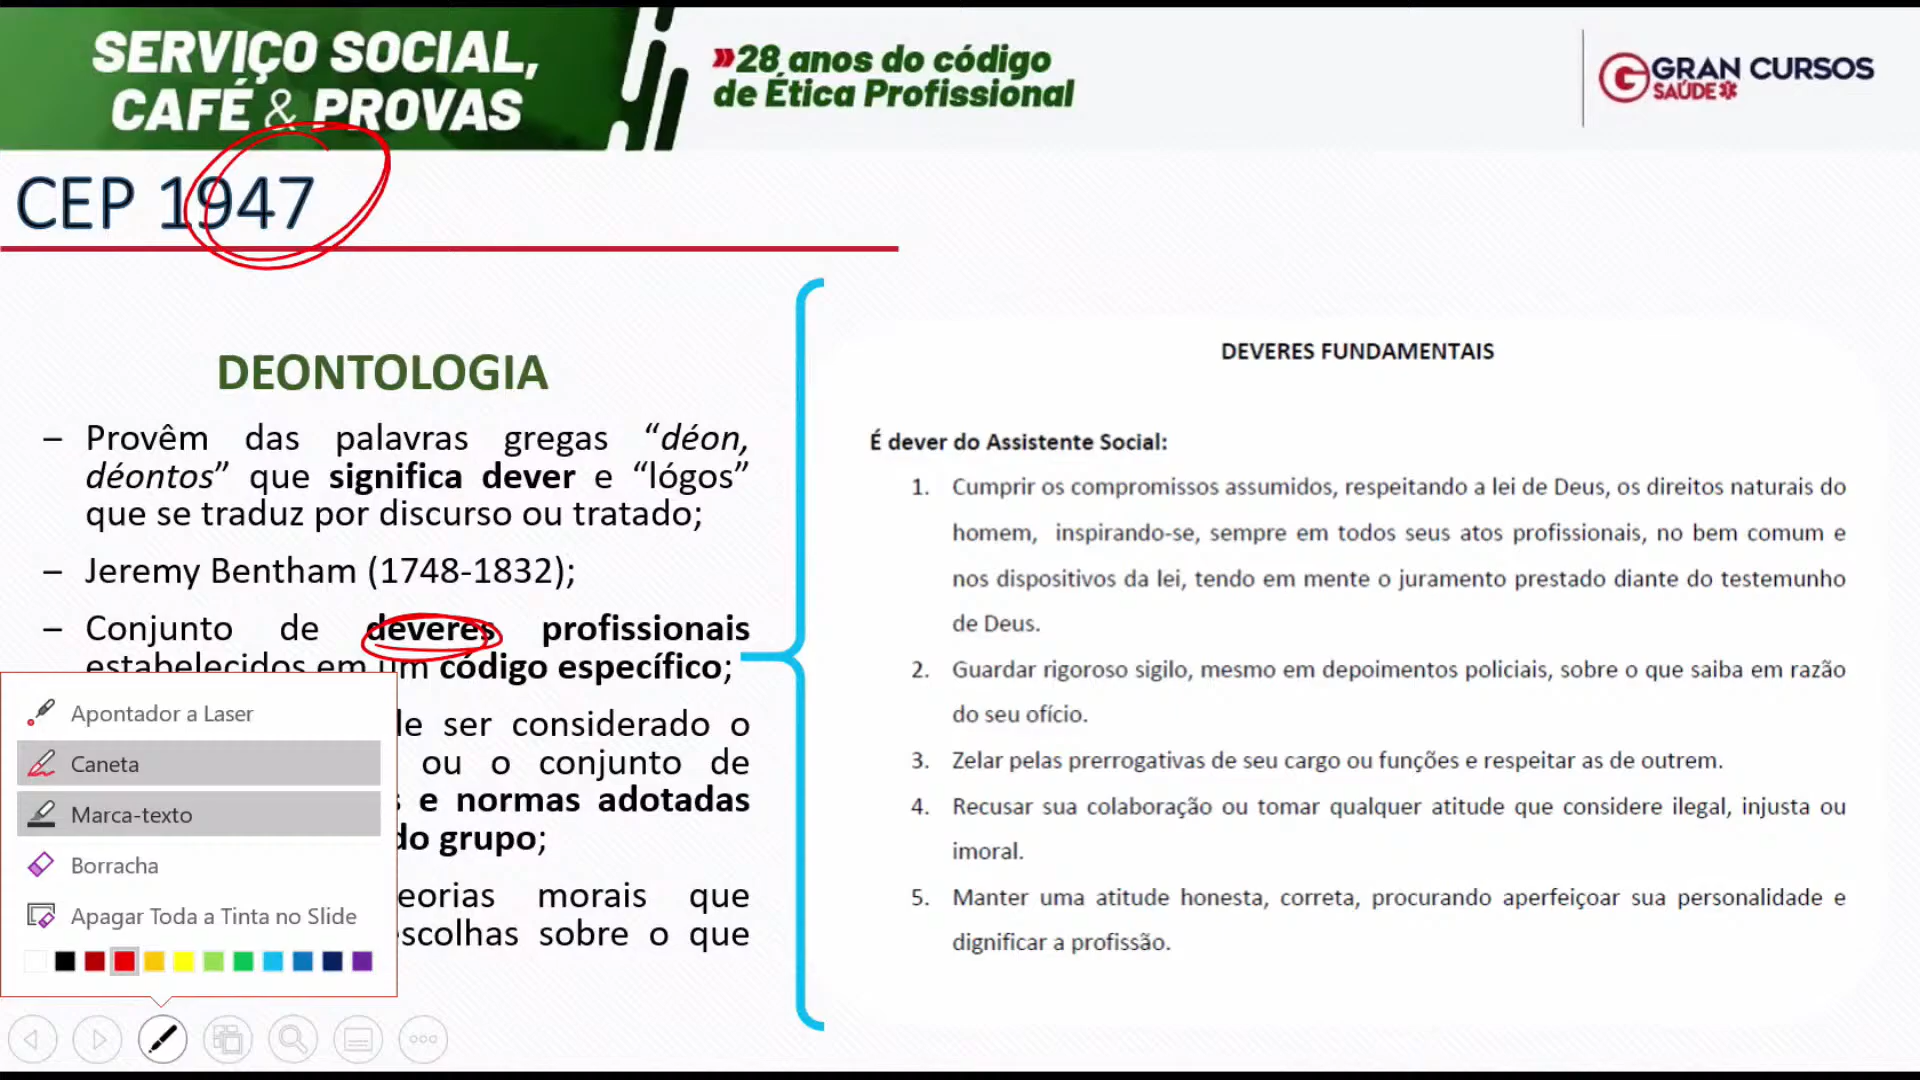 SERVIÇO SOCIAL,
CAFÉ & PROVAS
»28 anos do código
de Ética Profissional
GRAN CURSOS
SAÚDE
CEP 1947
DEONTOLOGIA
– Provêm das palavras gregas “déon,
déontos” que significa dever e “lógos”
que se traduz por discurso ou tratado;
– Jeremy Bentham (1748-1832);
– Conjunto de deveres profissionais
estabelecidos em um código específico;
ser considerado o
ou o conjunto de
e normas adotadas
do grupo;
morais que
sobre o que
DEVERES FUNDAMENTAIS
É dever do Assistente Social:
1. Cumprir os compromissos assumidos, respeitando a lei de Deus, os direitos naturais do
homem, inspirando-se, sempre em todos seus atos profissionais, no bem comum e
nos dispositivos da lei, tendo em mente o juramento prestado diante do testemunho
de Deus.
2. Guardar rigoroso sigilo, mesmo em depoimentos policiais, sobre o que saiba em razão
do seu ofício.
3. Zelar pelas prerrogativas de seu cargo ou funções e respeitar as de outrem.
4. Recusar sua colaboração ou tomar qualquer atitude que considere ilegal, injusta ou
imoral.
5. Manter uma atitude honesta, correta, procurando aperfeiçoar sua personalidade e
dignificar a profissão.
Apontador a Laser
Caneta
Marca-texto
Borracha
Apagar Toda a Tinta no Slide